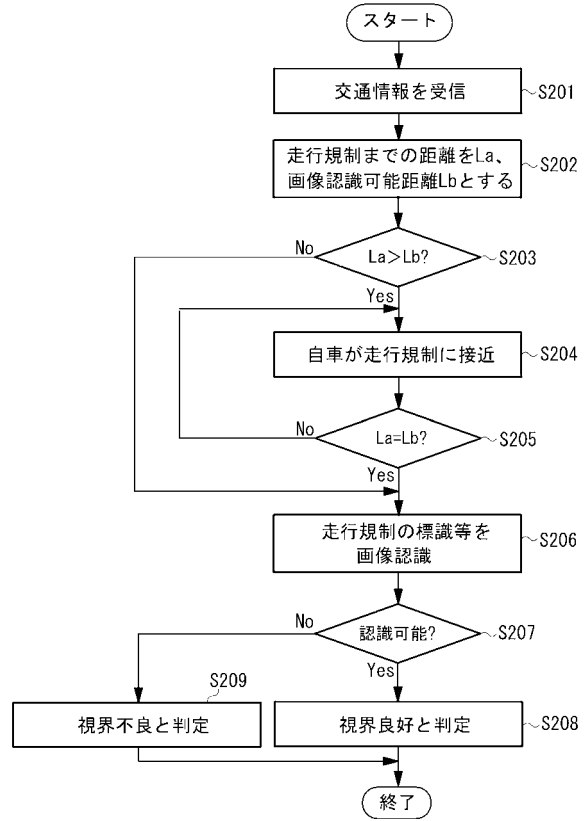 スタート
交通情報を受信
S201
走行規制までの距離をLa、
画像認識可能距離Lbとする
S202
La>Lb?
No
S203
Yes
自車が走行規制に接近
S204
La=Lb?
No
S205
Yes
走行規制の標識等を
画像認識
S206
認識可能?
No
S207
Yes
S209
視界不良と判定
視界良好と判定
S208
終了